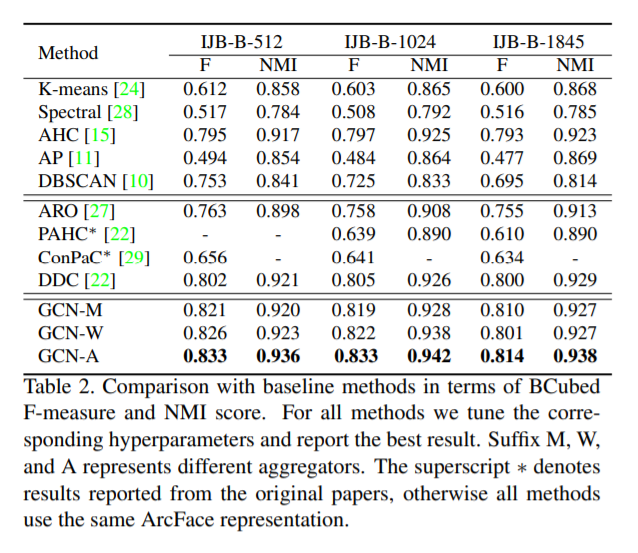 Method IJB-B-512 IJB-B-1024 IJB-B-1845
F NMI F NMI F NMI
K-means [24] 0.612 0.858 0.603 0.865 0.600 0.868
Spectral [28] 0.517 0.784 0.508 0.792 0.516 0.785
AHC [15] 0.795 0.917 0.797 0.925 0.793 0.923
AP [11] 0.494 0.854 0.484 0.864 0.477 0.869
DBSCAN [10] 0.753 0.841 0.725 0.833 0.695 0.814
ARO [27] 0.763 0.898 0.758 0.908 0.755 0.913
PAHC* [22] - - 0.639 0.890 0.610 0.890
ConPaC* [29] 0.656 - 0.641 - 0.634 -
DDC [22] 0.802 0.921 0.805 0.926 0.800 0.929
GCN-M 0.821 0.920 0.819 0.928 0.810 0.927
GCN-W 0.826 0.923 0.822 0.938 0.801 0.927
GCN-A 0.833 0.936 0.833 0.942 0.814 0.938
Table 2. Comparison with baseline methods in terms of BCubed
F-measure and NMI score. For all methods we tune the corre-
sponding hyperparameters and report the best result. Suffix M, W,
and A represents different aggregators. The superscript * denotes
results reported from the original papers, otherwise all methods
use the same ArcFace representation.